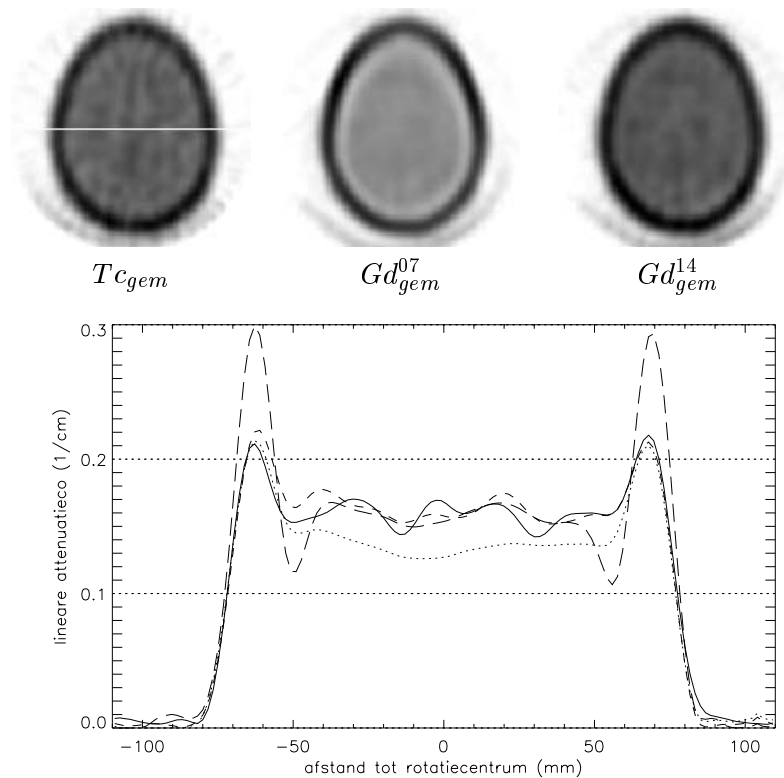 Tc_gem Gd^07_gem Gd^14_gem
0.3
0.2
0.1
0.0
lineare attenuatieco (1/cm)
−100 −50 0 50 100
afstand tot rotatiecentrum (mm)